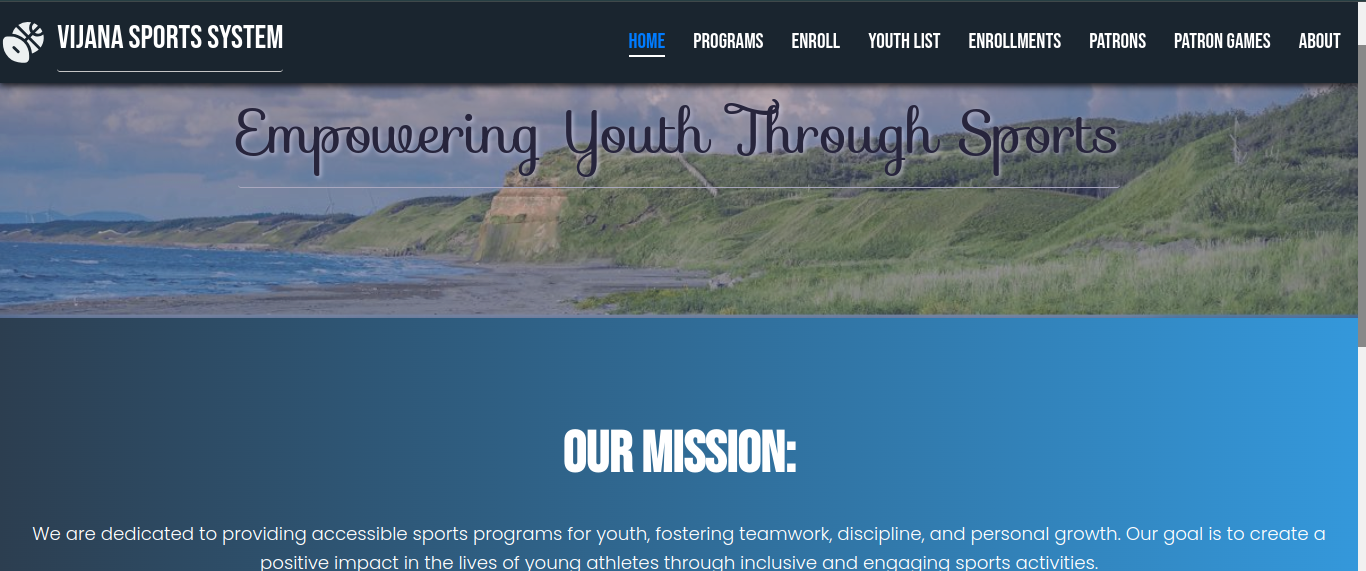 VIJANA SPORTS SYSTEM
HOME PROGRAMS ENROLL YOUTH LIST ENROLLMENTS PATRONS PATRON GAMES ABOUT
Empowering Youth Through Sports
OUR MISSION:
We are dedicated to providing accessible sports programs for youth, fostering teamwork, discipline, and personal growth. Our goal is to create a
positive impact in the lives of young athletes through inclusive and engaging sports activities.